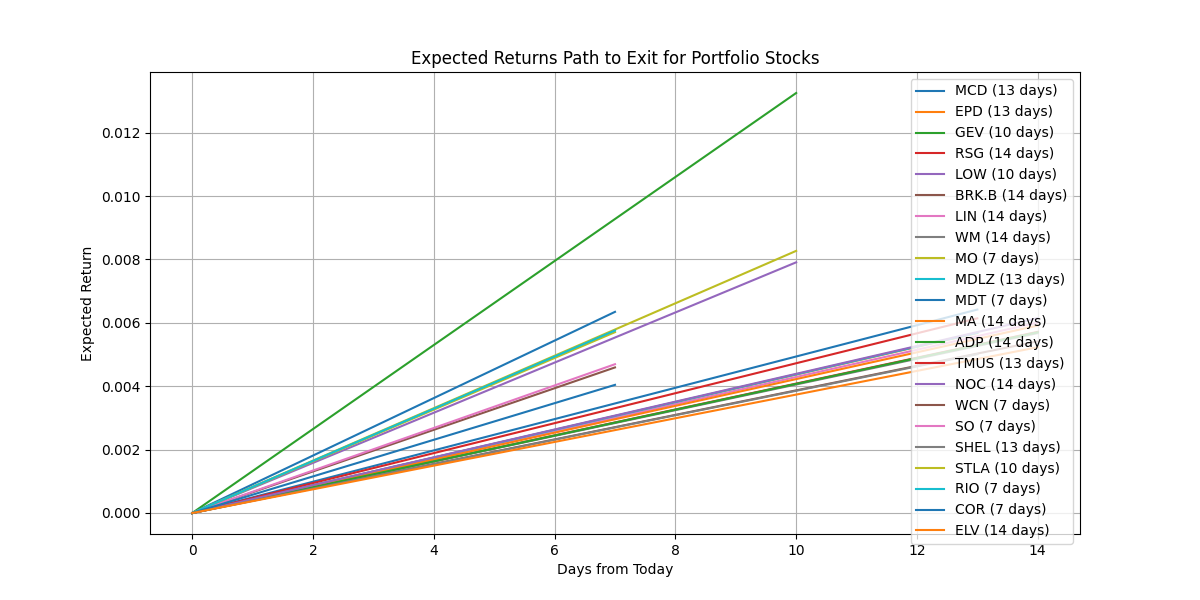 Expected Returns Path to Exit for Portfolio Stocks
Expected Return
0.012
0.010
0.008
0.006
0.004
0.002
0.000
MCD (13 days)
EPD (13 days)
GEV (10 days)
RSG (14 days)
LOW (10 days)
BRK.B (14 days)
LIN (14 days)
WM (14 days)
MO (7 days)
MDLZ (13 days)
MDT (7 days)
MA (14 days)
ADP (14 days)
TMUS (13 days)
NOC (14 days)
WCN (7 days)
SO (7 days)
SHEL (13 days)
STLA (10 days)
RIO (7 days)
COR (7 days)
ELV (14 days)
0 2 4 6 8 10 12 14
Days from Today